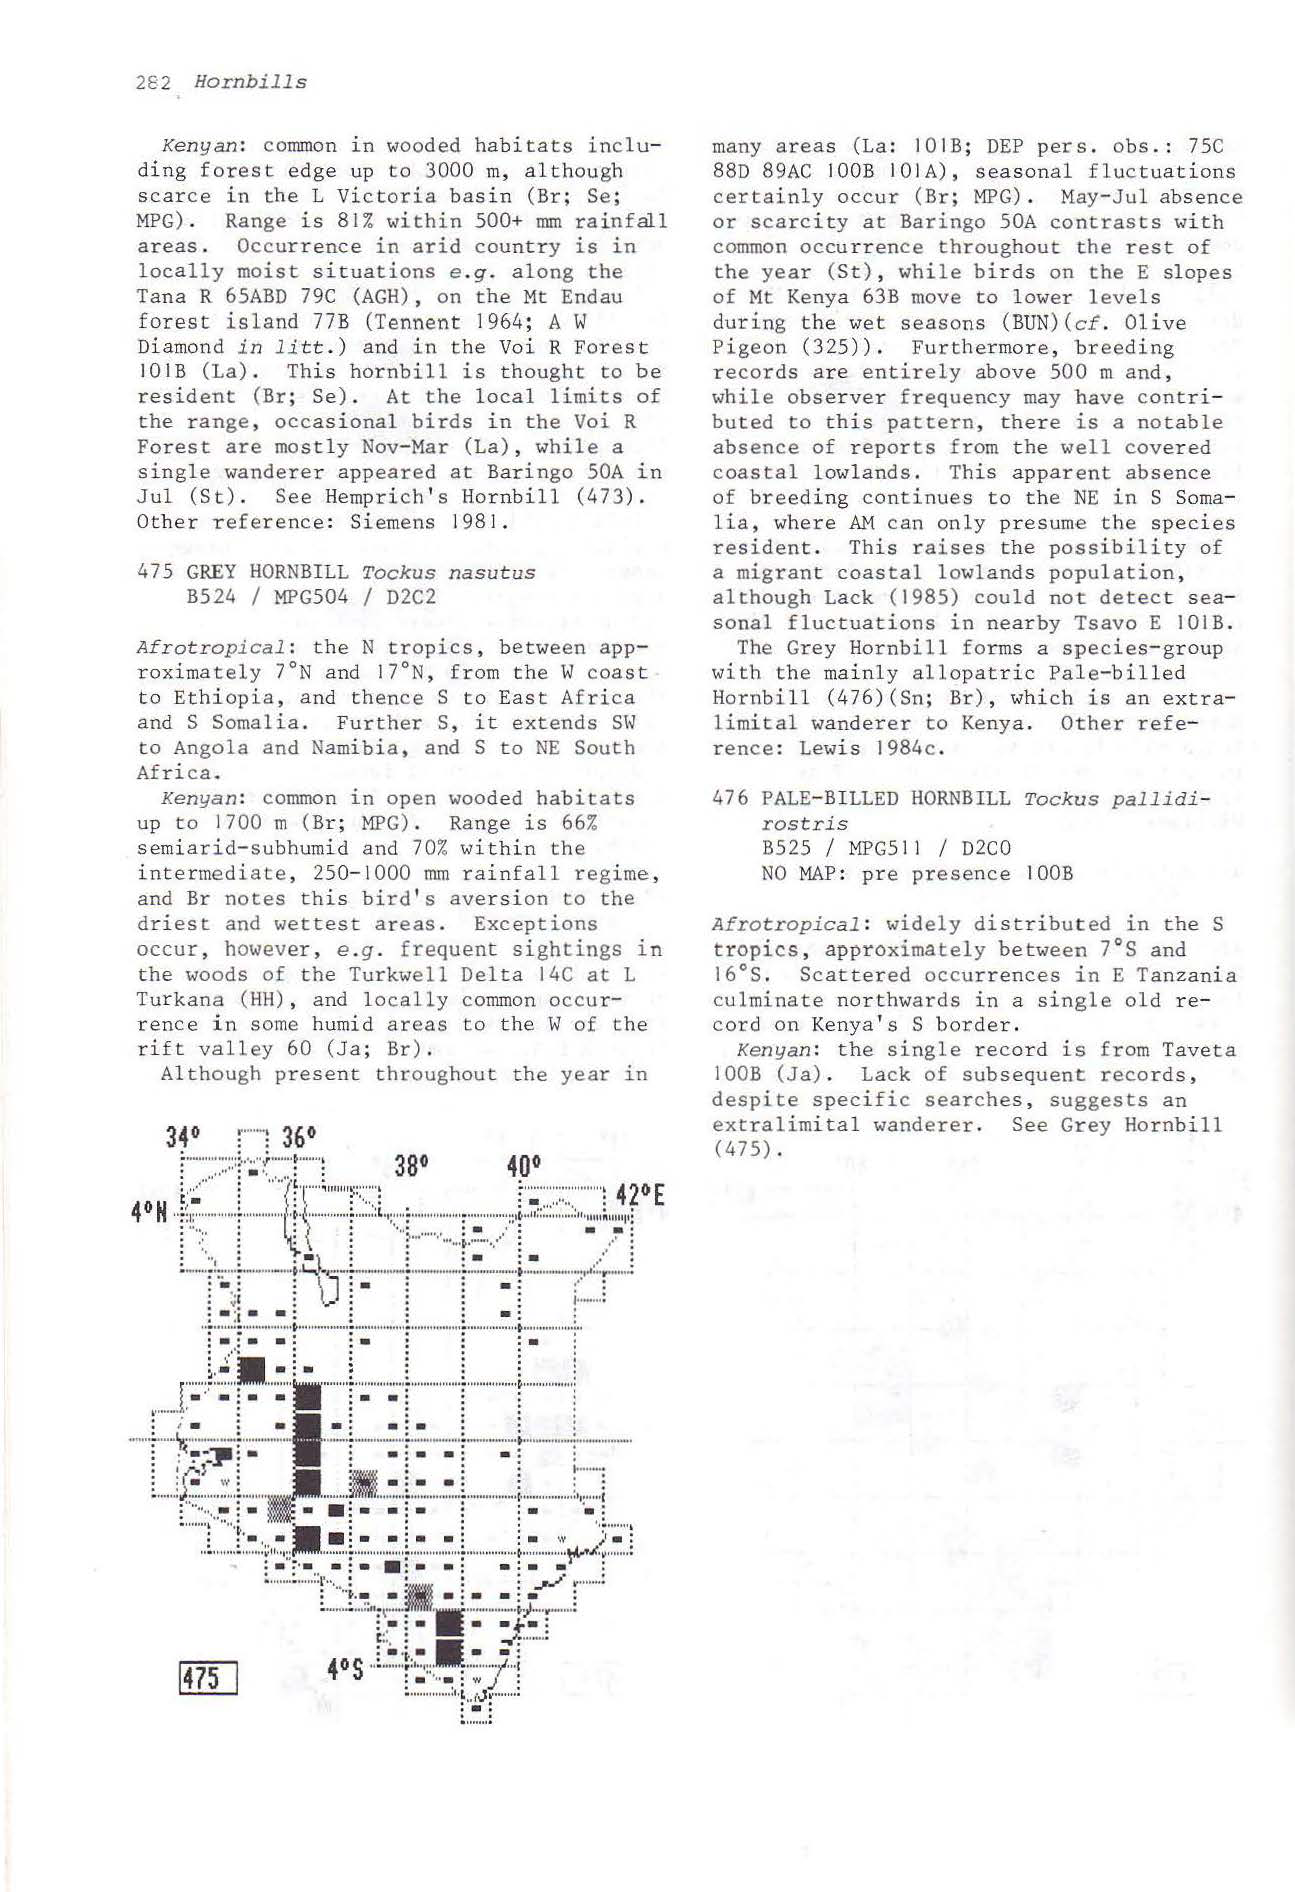 282 Hornbills
Kenyan: common in wooded habitats inclu-
ding forest edge up to 3000 m, although
scarce in the L Victoria basin (Br; Se;
MPG). Range is 81% within 500+ mm rainfall
areas. Occurrence in arid country is in
locally moist situations e.g. along the
Tana R 65ABD 79C (AGH), on the Mt Endau
forest island 77B (Tennent 1964; A W
Diamond in litt.) and in the Voi R Forest
101B (La). This hornbill is thought to be
resident (Br; Se). At the local limits of
the range, occasional birds in the Voi R
Forest are mostly Nov-Mar (La), while a
single wanderer appeared at Baringo 50A in
Jul (St). See Hemprich's Hornbill (473).
Other reference: Siemens 1981.
475 GREY HORNBILL Tockus nasutus
B524 / MPG504 / D2C2
Afrotropical: the N tropics, between app-
roximately 7°N and 17°N, from the W coast
to Ethiopia, and thence S to East Africa
and S Somalia. Further S, it extends SW
to Angola and Namibia, and S to NE South
Africa.
Kenyan: common in open wooded habitats
up to 1700 m (Br; MPG). Range is 66%
semiarid-subhumid and 70% within the
intermediate, 250-1000 mm rainfall regime,
and Br notes this bird's aversion to the
driest and wettest areas. Exceptions
occur, however, e.g. frequent sightings in
the woods of the Turkwell Delta 14C at L
Turkana (HH), and locally common occur-
rence in some humid areas to the W of the
rift valley 60 (Ja; Br).
Although present throughout the year in
34° 36°
38° 40°
4°N 42°E
W
W
475 4°S
W
many areas (La: 101B; DEP pers. obs.: 75C
88D 89AC 100B 101A), seasonal fluctuations
certainly occur (Br; MPG). May-Jul absence
or scarcity at Baringo 50A contrasts with
common occurrence throughout the rest of
the year (St), while birds on the E slopes
of Mt Kenya 63B move to lower levels
during the wet seasons (BUN)(cf. Olive
Pigeon (325)). Furthermore, breeding
records are entirely above 500 m and,
while observer frequency may have contri-
buted to this pattern, there is a notable
absence of reports from the well covered
coastal lowlands. This apparent absence
of breeding continues to the NE in S Soma-
lia, where AM can only presume the species
resident. This raises the possibility of
a migrant coastal lowlands population,
although Lack (1985) could not detect sea-
sonal fluctuations in nearby Tsavo E 101B.
The Grey Hornbill forms a species-group
with the mainly allopatric Pale-billed
Hornbill (476)(Sn; Br), which is an extra-
limital wanderer to Kenya. Other refe-
rence: Lewis 1984c.
476 PALE-BILLED HORNBILL Tockus pallidi-
rostris
B525 / MPG511 / D2C0
NO MAP: pre presence 100B
Afrotropical: widely distributed in the S
tropics, approximately between 7°S and
16°S. Scattered occurrences in E Tanzania
culminate northwards in a single old re-
cord on Kenya's S border.
Kenyan: the single record is from Taveta
100B (Ja). Lack of subsequent records,
despite specific searches, suggests an
extralimital wanderer. See Grey Hornbill
(475).